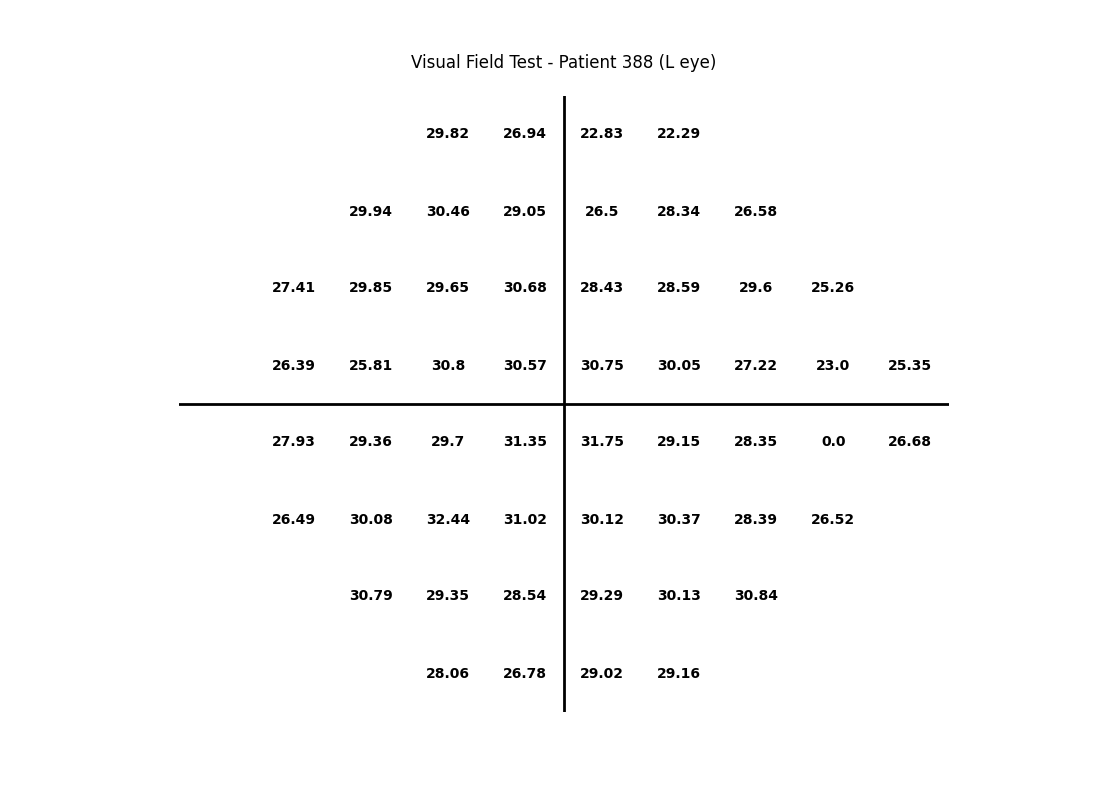 Visual Field Test - Patient 388 (L eye)
29.82 26.94 22.83 22.29
29.94 30.46 29.05 26.5 28.34 26.58
27.41 29.85 29.65 30.68 28.43 28.59 29.6 25.26
26.39 25.81 30.8 30.57 30.75 30.05 27.22 23.0 25.35
27.93 29.36 29.7 31.35 31.75 29.15 28.35 0.0 26.68
26.49 30.08 32.44 31.02 30.12 30.37 28.39 26.52
30.79 29.35 28.54 29.29 30.13 30.84
28.06 26.78 29.02 29.16